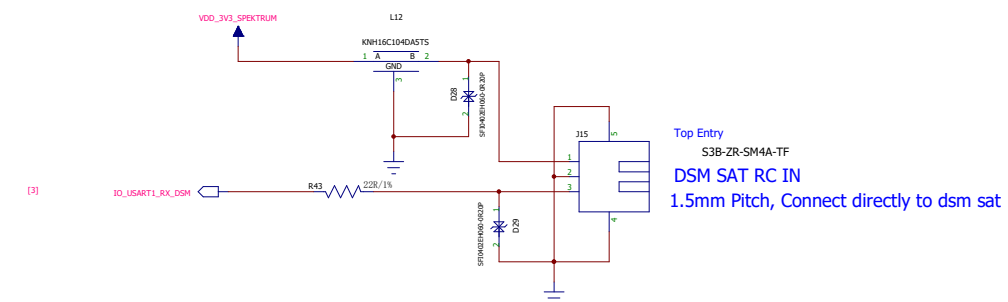 VDD_3V3_SPEKTRUM
L12
KNH16C104DA5TS
1 A B 2
GND
3
1
D28
2
SFI0402EH060-0R20P
J15
5
Top Entry
S3B-ZR-SM4A-TF
DSM SAT RC IN
1.5mm Pitch, Connect directly to dsm sat
1
2
3
4
[3]
IO_USART1_RX_DSM
R43
22R/1%
1
D29
2
SFI0402EH060-0R20P